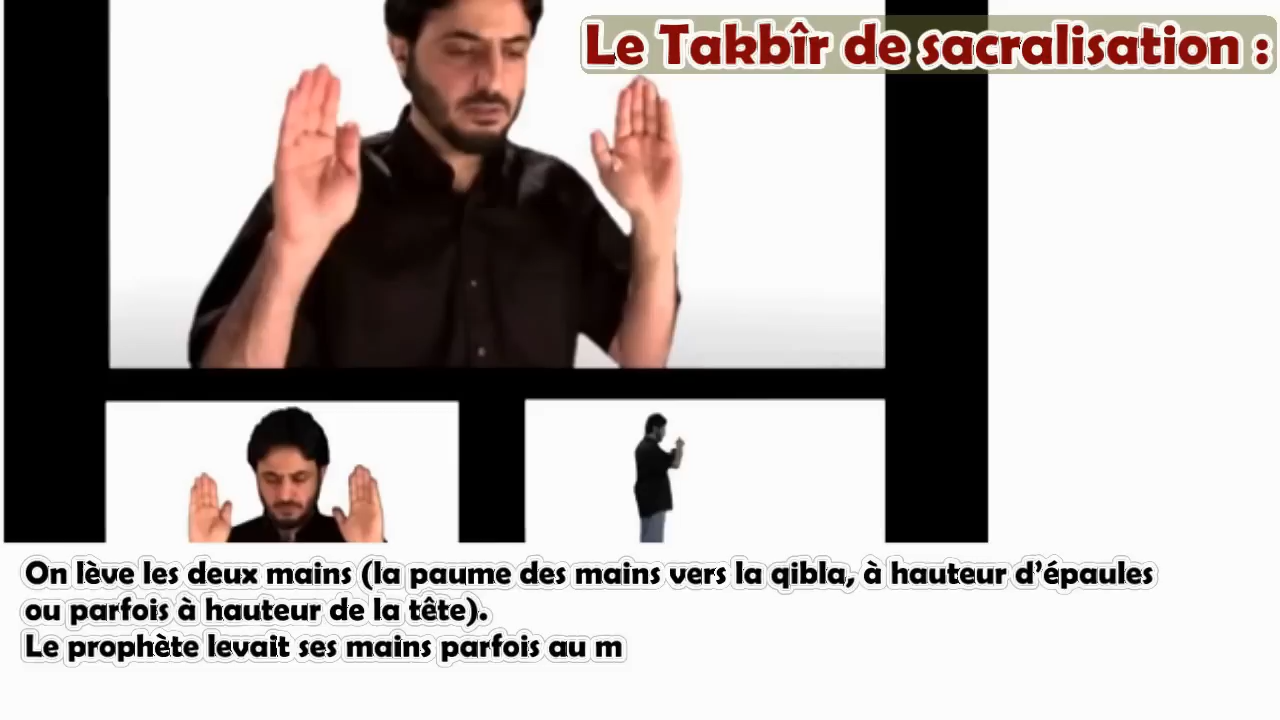 Le Takbîr de sacralisation :
On lève les deux mains (la paume des mains vers la qibla, à hauteur d’épaules
ou parfois à hauteur de la tête).
Le prophète levait ses mains parfois au m